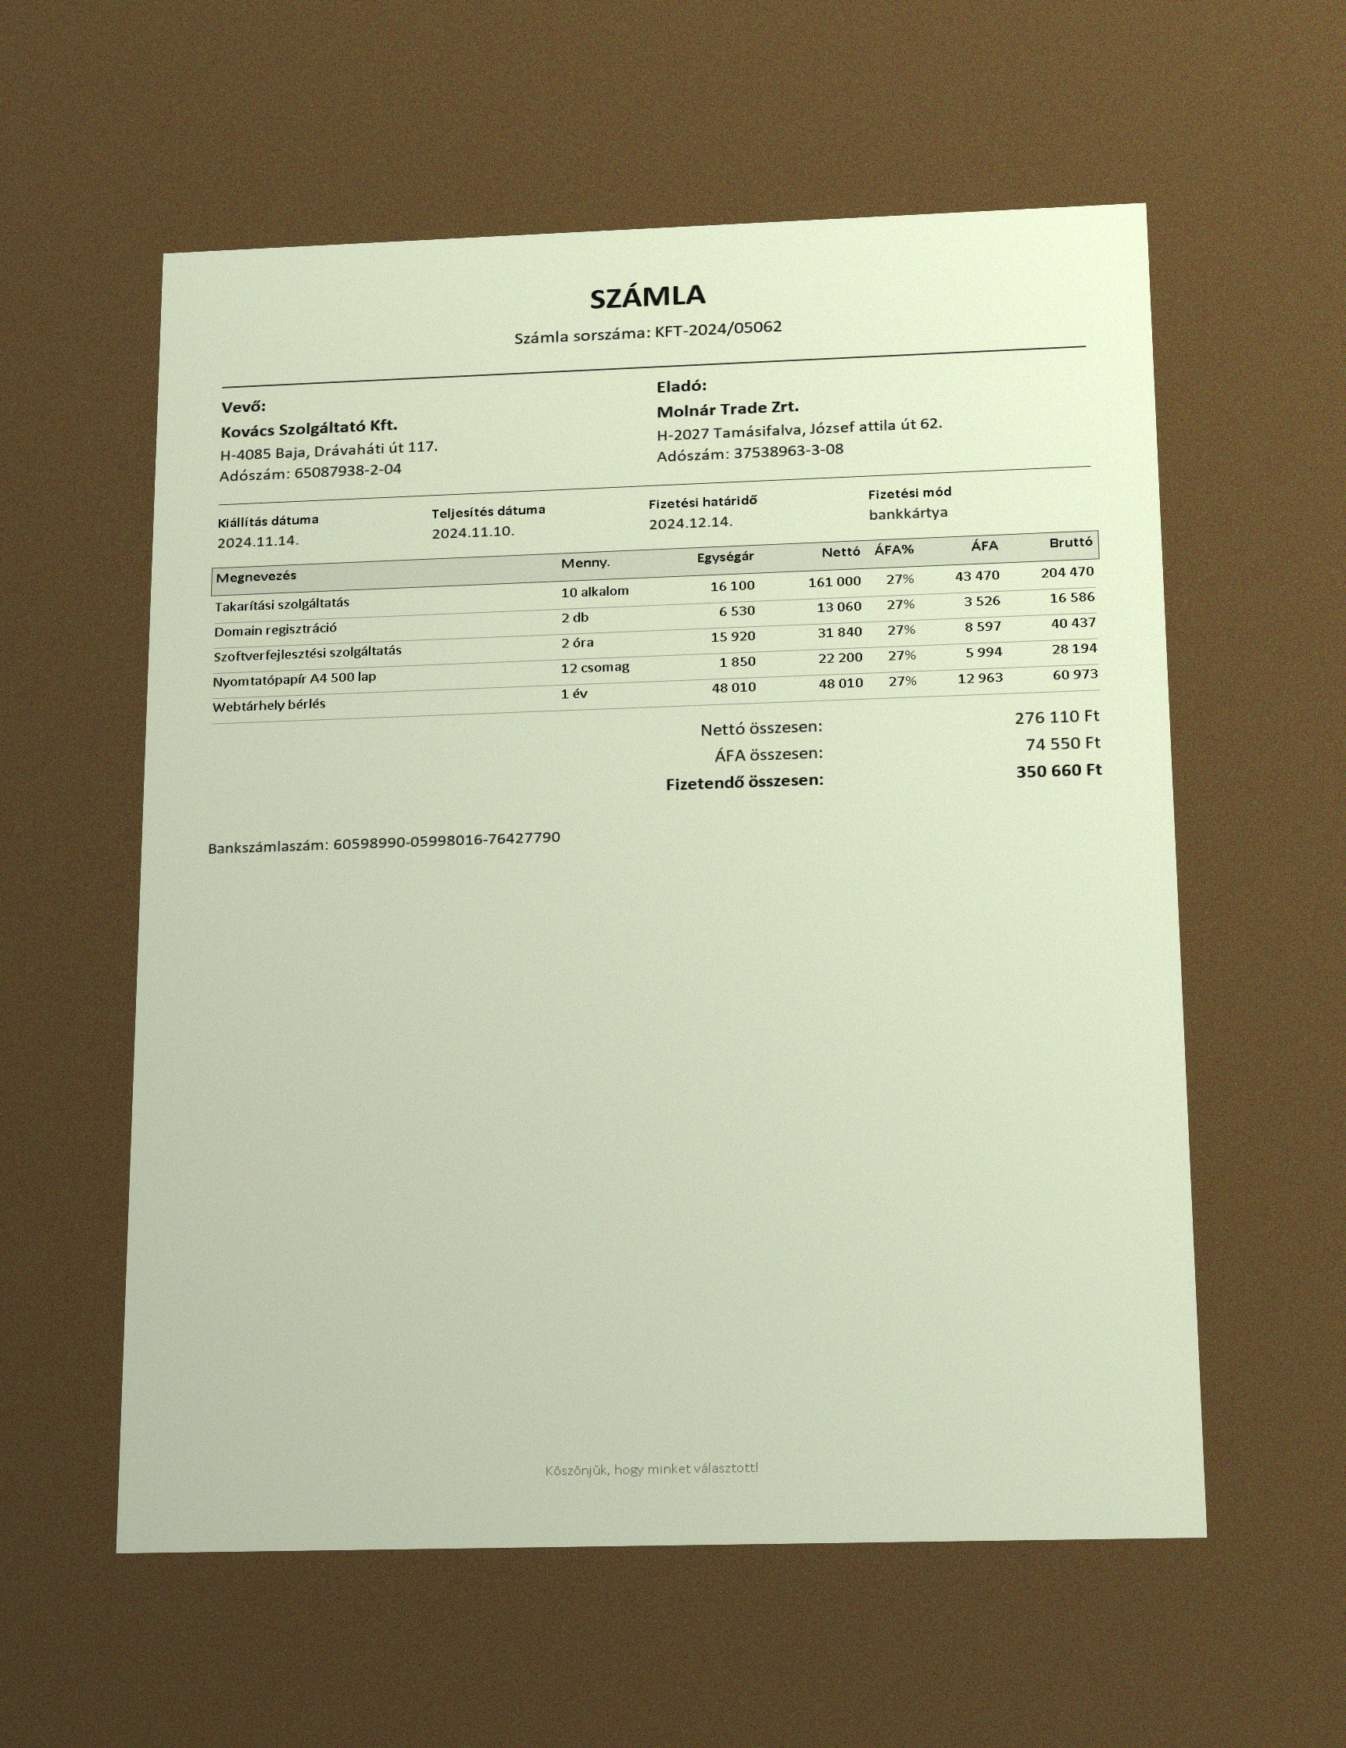 SZÁMLA
Számla sorszáma: KFT-2024/05062
Vevő:
Kovács Szolgáltató Kft.
H-4085 Baja, Drávaháti út 117.
Adószám: 65087938-2-04
Eladó:
Molnár Trade Zrt.
H-2027 Tamásifalva, József attila út 62.
Adószám: 37538963-3-08
Kiállítás dátuma Teljesítés dátuma Fizetési határidő Fizetési mód
2024.11.14. 2024.11.10. 2024.12.14. bankkártya
Megnevezés Menny. Egységár Nettó ÁFA% ÁFA Bruttó
Takarítási szolgáltatás 10 alkalom 16 100 161 000 27% 43 470 204 470
Domain regisztráció 2 db 6 530 13 060 27% 3 526 16 586
Szoftverfejlesztési szolgáltatás 2 óra 15 920 31 840 27% 8 597 40 437
Nyomtatópapír A4 500 lap 12 csomag 1 850 22 200 27% 5 994 28 194
Webtárhely bérlés 1 év 48 010 48 010 27% 12 963 60 973
Nettó összesen: 276 110 Ft
ÁFA összesen: 74 550 Ft
Fizetendő összesen: 350 660 Ft
Bankszámlaszám: 60598990-05998016-76427790
Köszönjük, hogy minket választott!